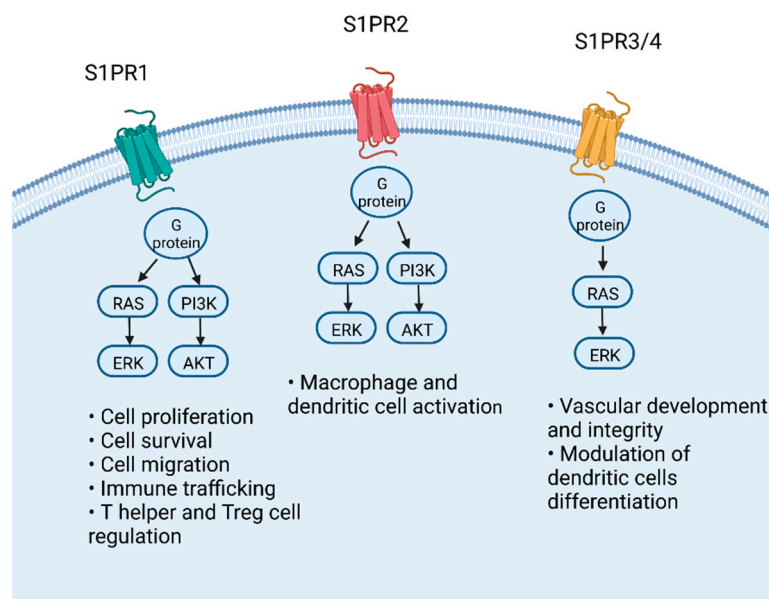 S1PR1
S1PR2
S1PR3/4
G
protein
RAS
PI3K
ERK
AKT
• Cell proliferation
• Cell survival
• Cell migration
• Immune trafficking
• T helper and Treg cell
regulation
G
protein
RAS
PI3K
ERK
AKT
• Macrophage and
dendritic cell activation
G
protein
RAS
ERK
• Vascular development
and integrity
• Modulation of
dendritic cells
differentiation